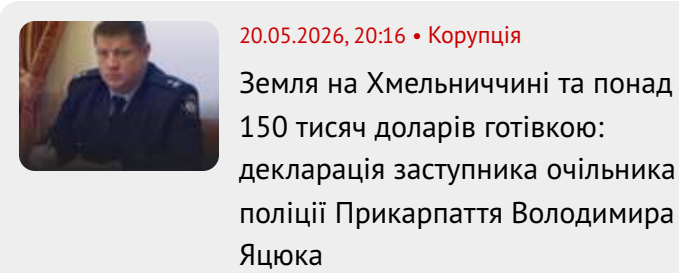 20.05.2026, 20:16 • Корупція
Земля на Хмельниччині та понад
150 тисяч доларів готівкою:
декларація заступника очільника
поліції Прикарпаття Володимира
Яцюка